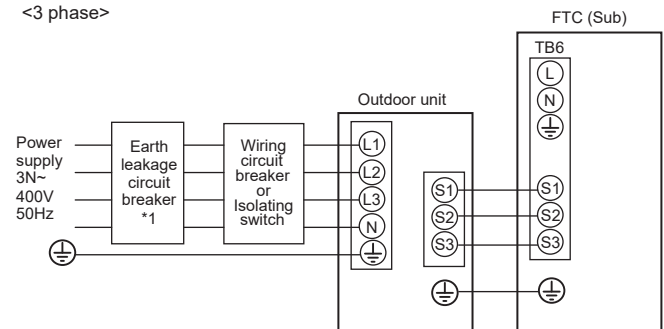 <3 phase>
FTC (Sub)
TB6
L
N
Outdoor unit
Power
supply
3N~
400V
50Hz
Earth
leakage
circuit
breaker
*1
Wiring
circuit
breaker
or
Isolating
switch
L1
L2
L3
N
S1
S2
S3
S1
S2
S3